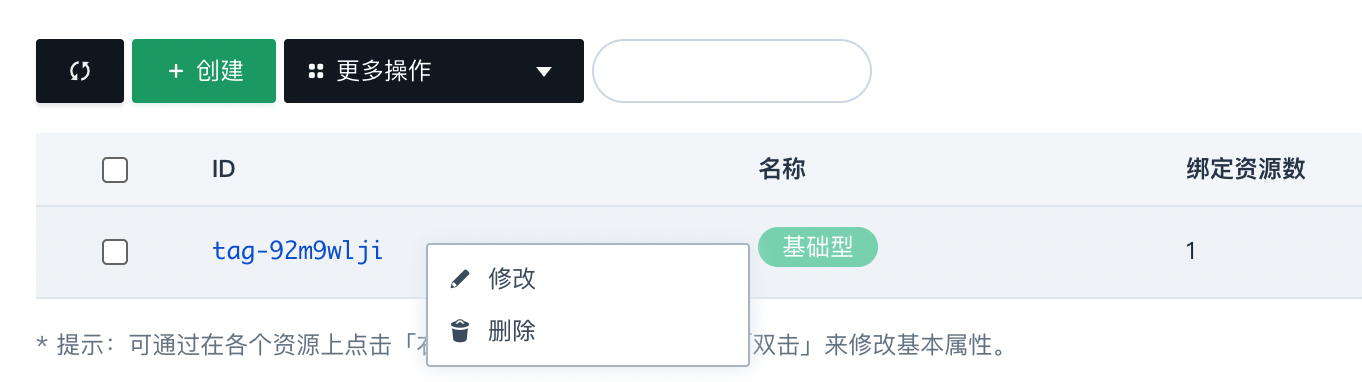 创建
更多操作
ID 名称 绑定资源数
tag-92m9wlji 基础型 1
修改
删除
* 提示：可通过在各个资源上点击「 双击」来修改基本属性。